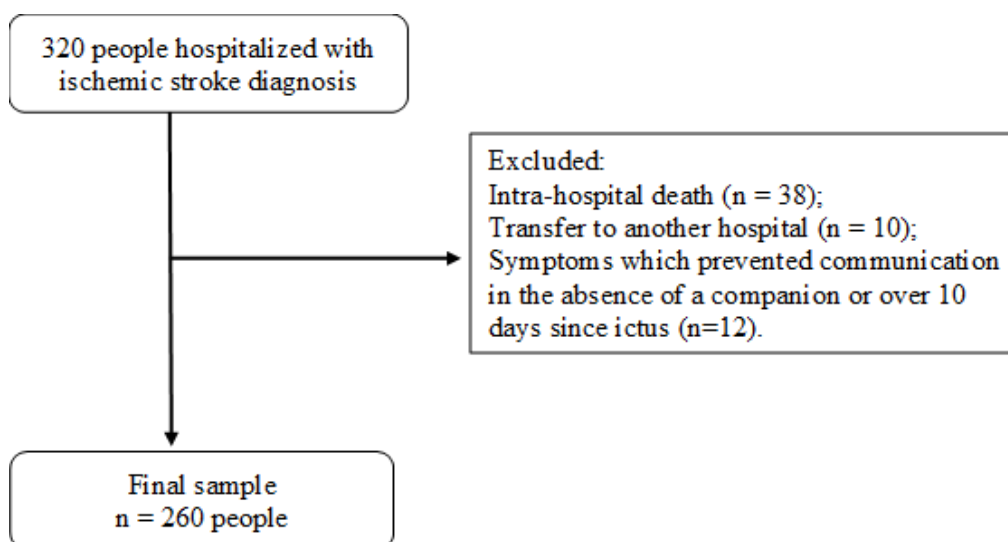 320 people hospitalized with
ischemic stroke diagnosis
Excluded:
Intra-hospital death (n = 38);
Transfer to another hospital (n = 10);
Symptoms which prevented communication
in the absence of a companion or over 10
days since ictus (n=12).
Final sample
n = 260 people